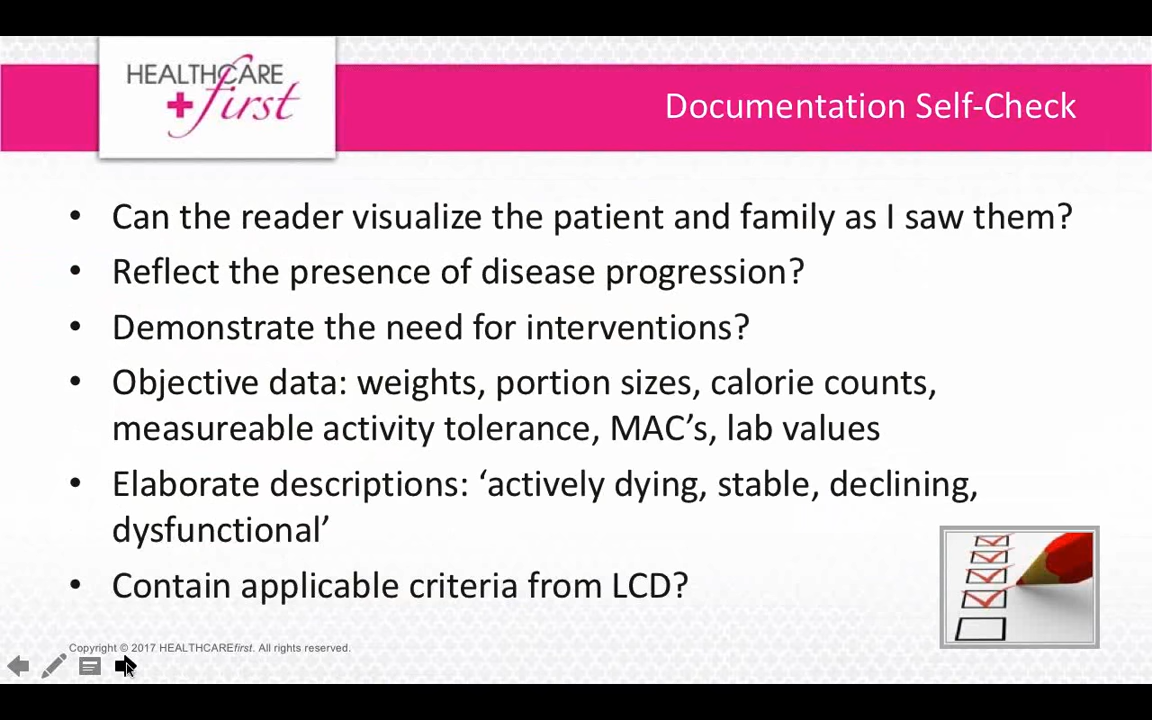 HEALTHCARE
first
Documentation Self-Check
• Can the reader visualize the patient and family as I saw them?
• Reflect the presence of disease progression?
• Demonstrate the need for interventions?
• Objective data: weights, portion sizes, calorie counts,
measureable activity tolerance, MAC’s, lab values
• Elaborate descriptions: ‘actively dying, stable, declining,
dysfunctional’
• Contain applicable criteria from LCD?
Copyright © 2017 HEALTHCAREfirst. All rights reserved.